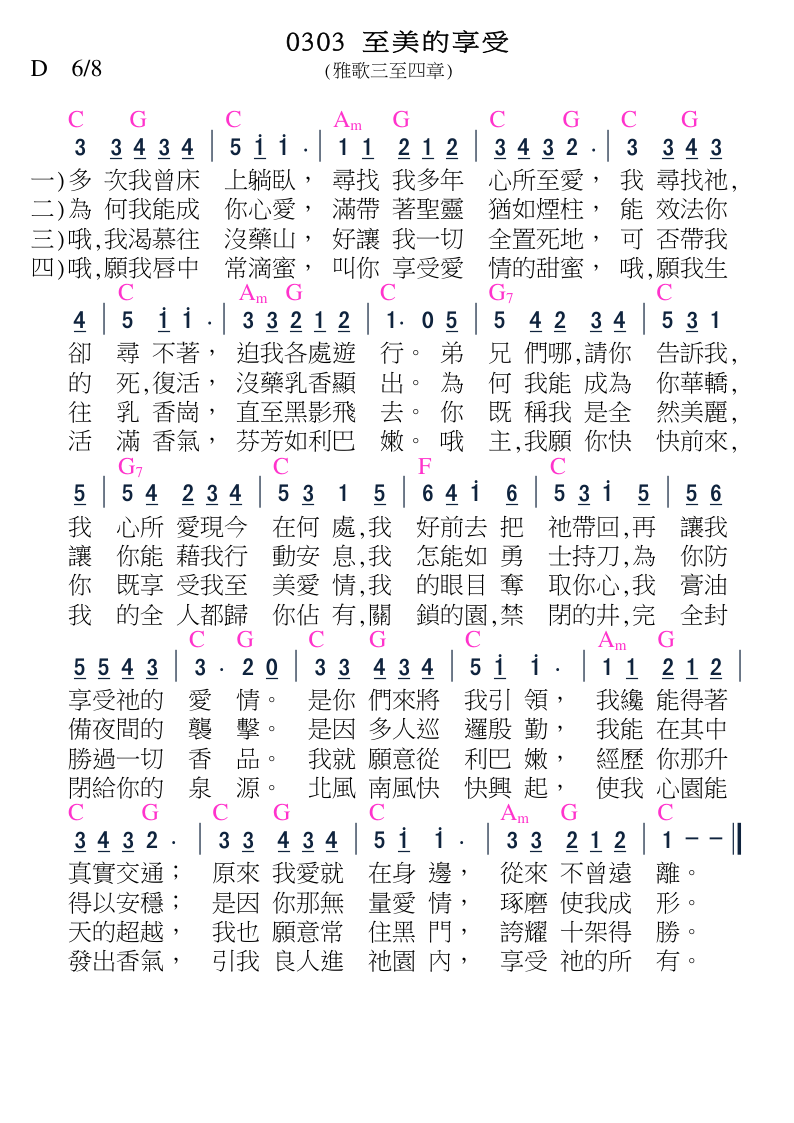 0303 至美的享受
D 6/8
(雅歌三至四章)
C G C Am G C G C G
3 3 4 3 4 | 5 i i . | 1 1 2 1 2 | 3 4 3 2 . | 3 3 4 3
一)多 次我曾床 上躺臥， 尋找 我多年 心所至愛， 我 尋找祂,
二)為 何我能成 你心愛， 滿帶 著聖靈 猶如煙柱， 能 效法你
三)哦,我渴慕往 沒藥山， 好讓 我一切 全置死地， 可 否帶我
四)哦,願我唇中 常滴蜜， 叫你 享受愛 情的甜蜜， 哦,願我生
C Am G C G7 C
4 | 5 i i . | 3 3 2 1 2 | 1. 0 5 | 5 4 2 3 4 | 5 3 1
卻 尋 不著， 迫我各處遊 行。 弟 兄 們哪,請你 告訴我,
的 死,復活， 沒藥乳香顯 出。 為 何 我能 成為 你華轎,
往 乳 香崗， 直至黑影飛 去。 你 既 稱我 是全 然美麗,
活 滿 香氣， 芬芳如利巴 嫩。 哦 主,我願 你快 快前來,
G7 C F C
5 | 5 4 2 3 4 | 5 3 1 5 | 6 4 i 6 | 5 3 i 5 | 5 6
我 心所 愛現今 在何 處,我 好前去 把 祂帶回,再 讓我
讓 你能 藉我行 動安 息,我 怎能如 勇 士持刀,為 你防
你 既享 受我至 美愛 情,我 的眼目 奪 取你心,我 膏油
我 的全 人都歸 你佔 有,關 鎖的園,禁 閉的井,完 全封
C G C G C Am G
5 5 4 3 | 3 . 2 0 | 3 3 4 3 4 | 5 i i . | 1 1 2 1 2 |
享受祂的 愛 情。 是你 們來將 我引 領， 我纔 能得著
備夜間的 襲 擊。 是因 多人巡 邏殷 勤， 我能 在其中
勝過一切 香 品。 我就 願意從 利巴 嫩， 經歷 你那升
閉給你的 泉 源。 北風 南風快 快興 起， 使我 心園能
C G C G C Am G C
3 4 3 2 . | 3 3 4 3 4 | 5 i i . | 3 3 2 1 2 | 1 - - ||
真實交通； 原來 我愛就 在身 邊， 從來 不曾遠 離。
得以安穩； 是因 你那無 量愛 情， 琢磨 使我成 形。
天的超越， 我也 願意常 住黑 門， 誇耀 十架得 勝。
發出香氣， 引我 良人進 祂園 內， 享受 祂的所 有。